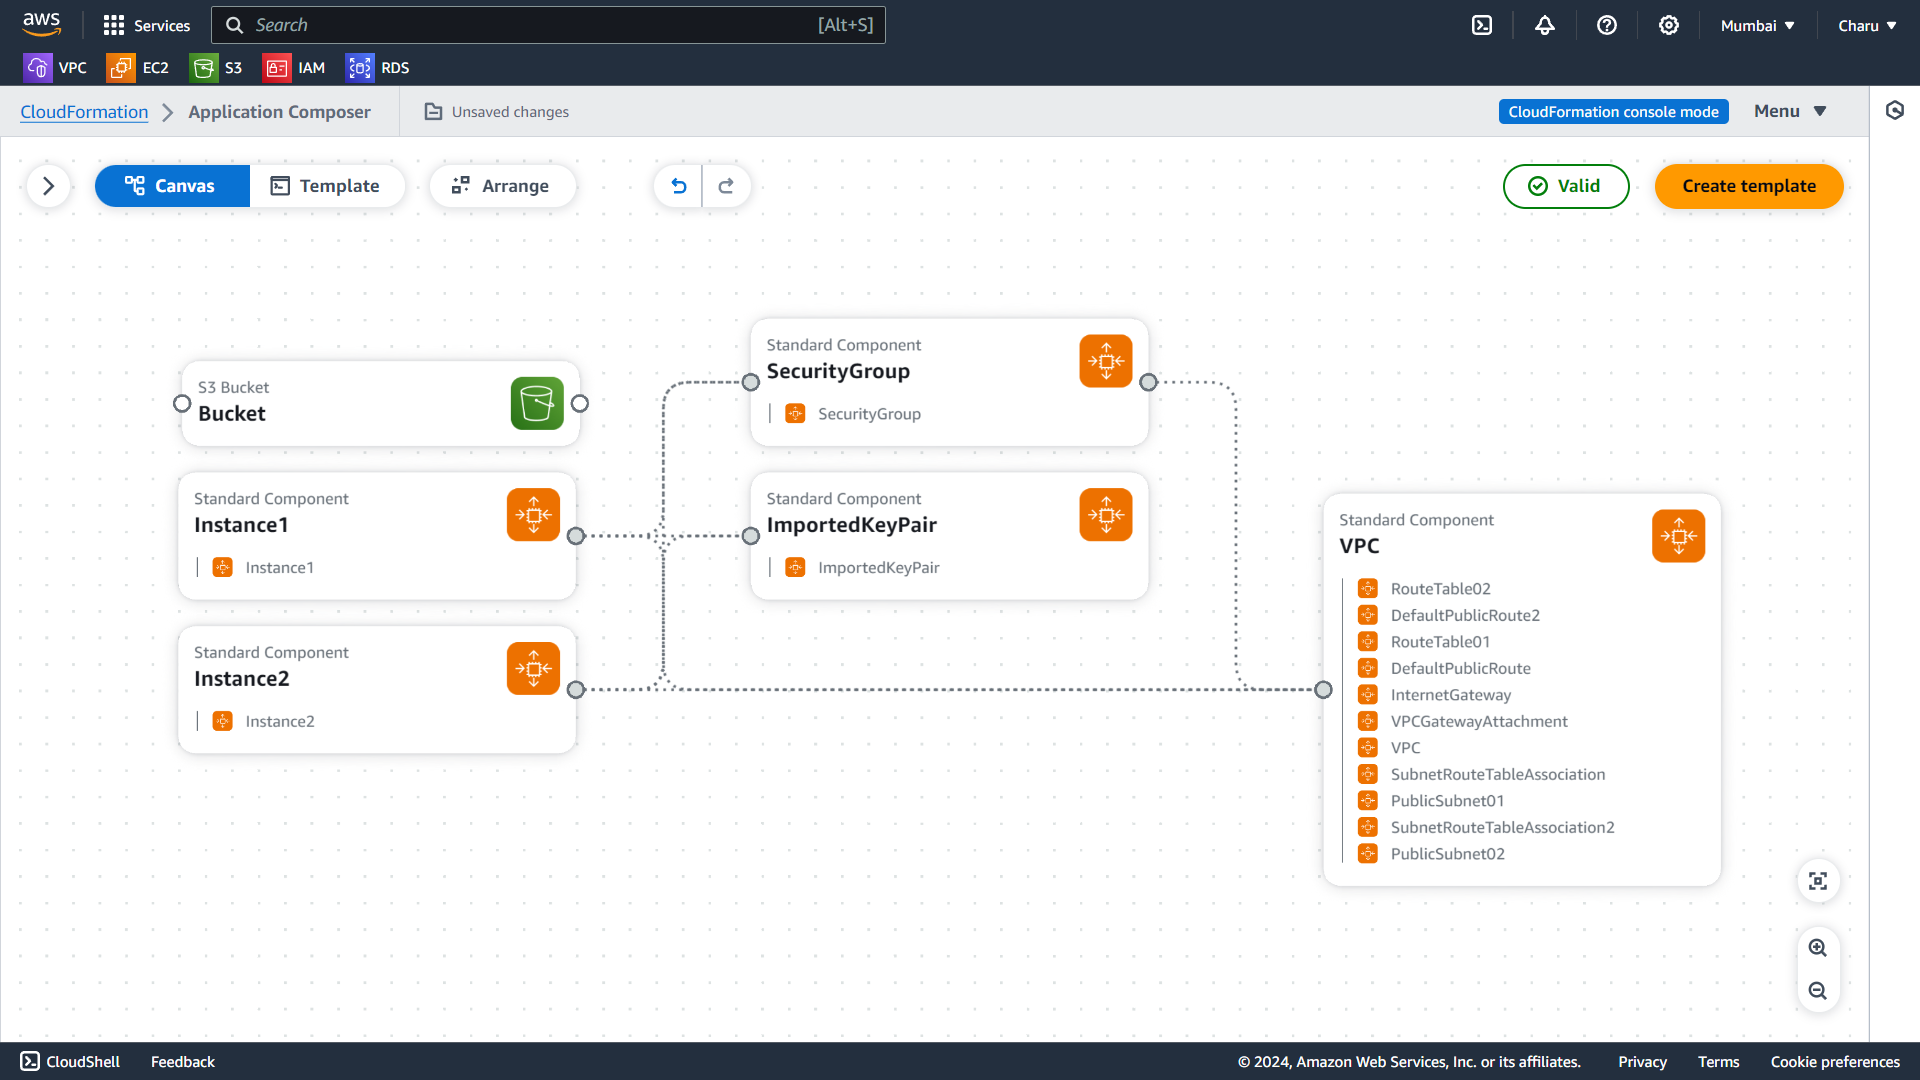 aws
Services
Search
[Alt+S]
Mumbai
Charu
VPC
EC2
S3
IAM
RDS
CloudFormation
Application Composer
Unsaved changes
CloudFormation console mode
Menu
Canvas
Template
Arrange
Valid
Create template
S3 Bucket
Bucket
Standard Component
Instance1
Instance1
Standard Component
Instance2
Instance2
Standard Component
SecurityGroup
SecurityGroup
Standard Component
ImportedKeyPair
ImportedKeyPair
Standard Component
VPC
RouteTable02
DefaultPublicRoute2
RouteTable01
DefaultPublicRoute
InternetGateway
VPCGatewayAttachment
VPC
SubnetRouteTableAssociation
PublicSubnet01
SubnetRouteTableAssociation2
PublicSubnet02
CloudShell
Feedback
© 2024, Amazon Web Services, Inc. or its affiliates.
Privacy
Terms
Cookie preferences